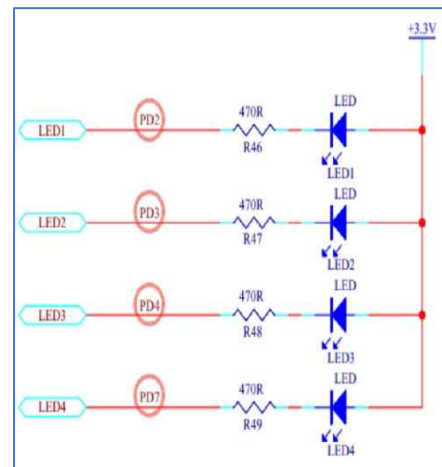 +3.3V
470R
LED
LED1
PD2
R46
LED1
470R
LED
LED2
PD3
R47
LED2
470R
LED
LED3
PD4
R48
LED3
470R
LED
LED4
PD7
R49
LED4